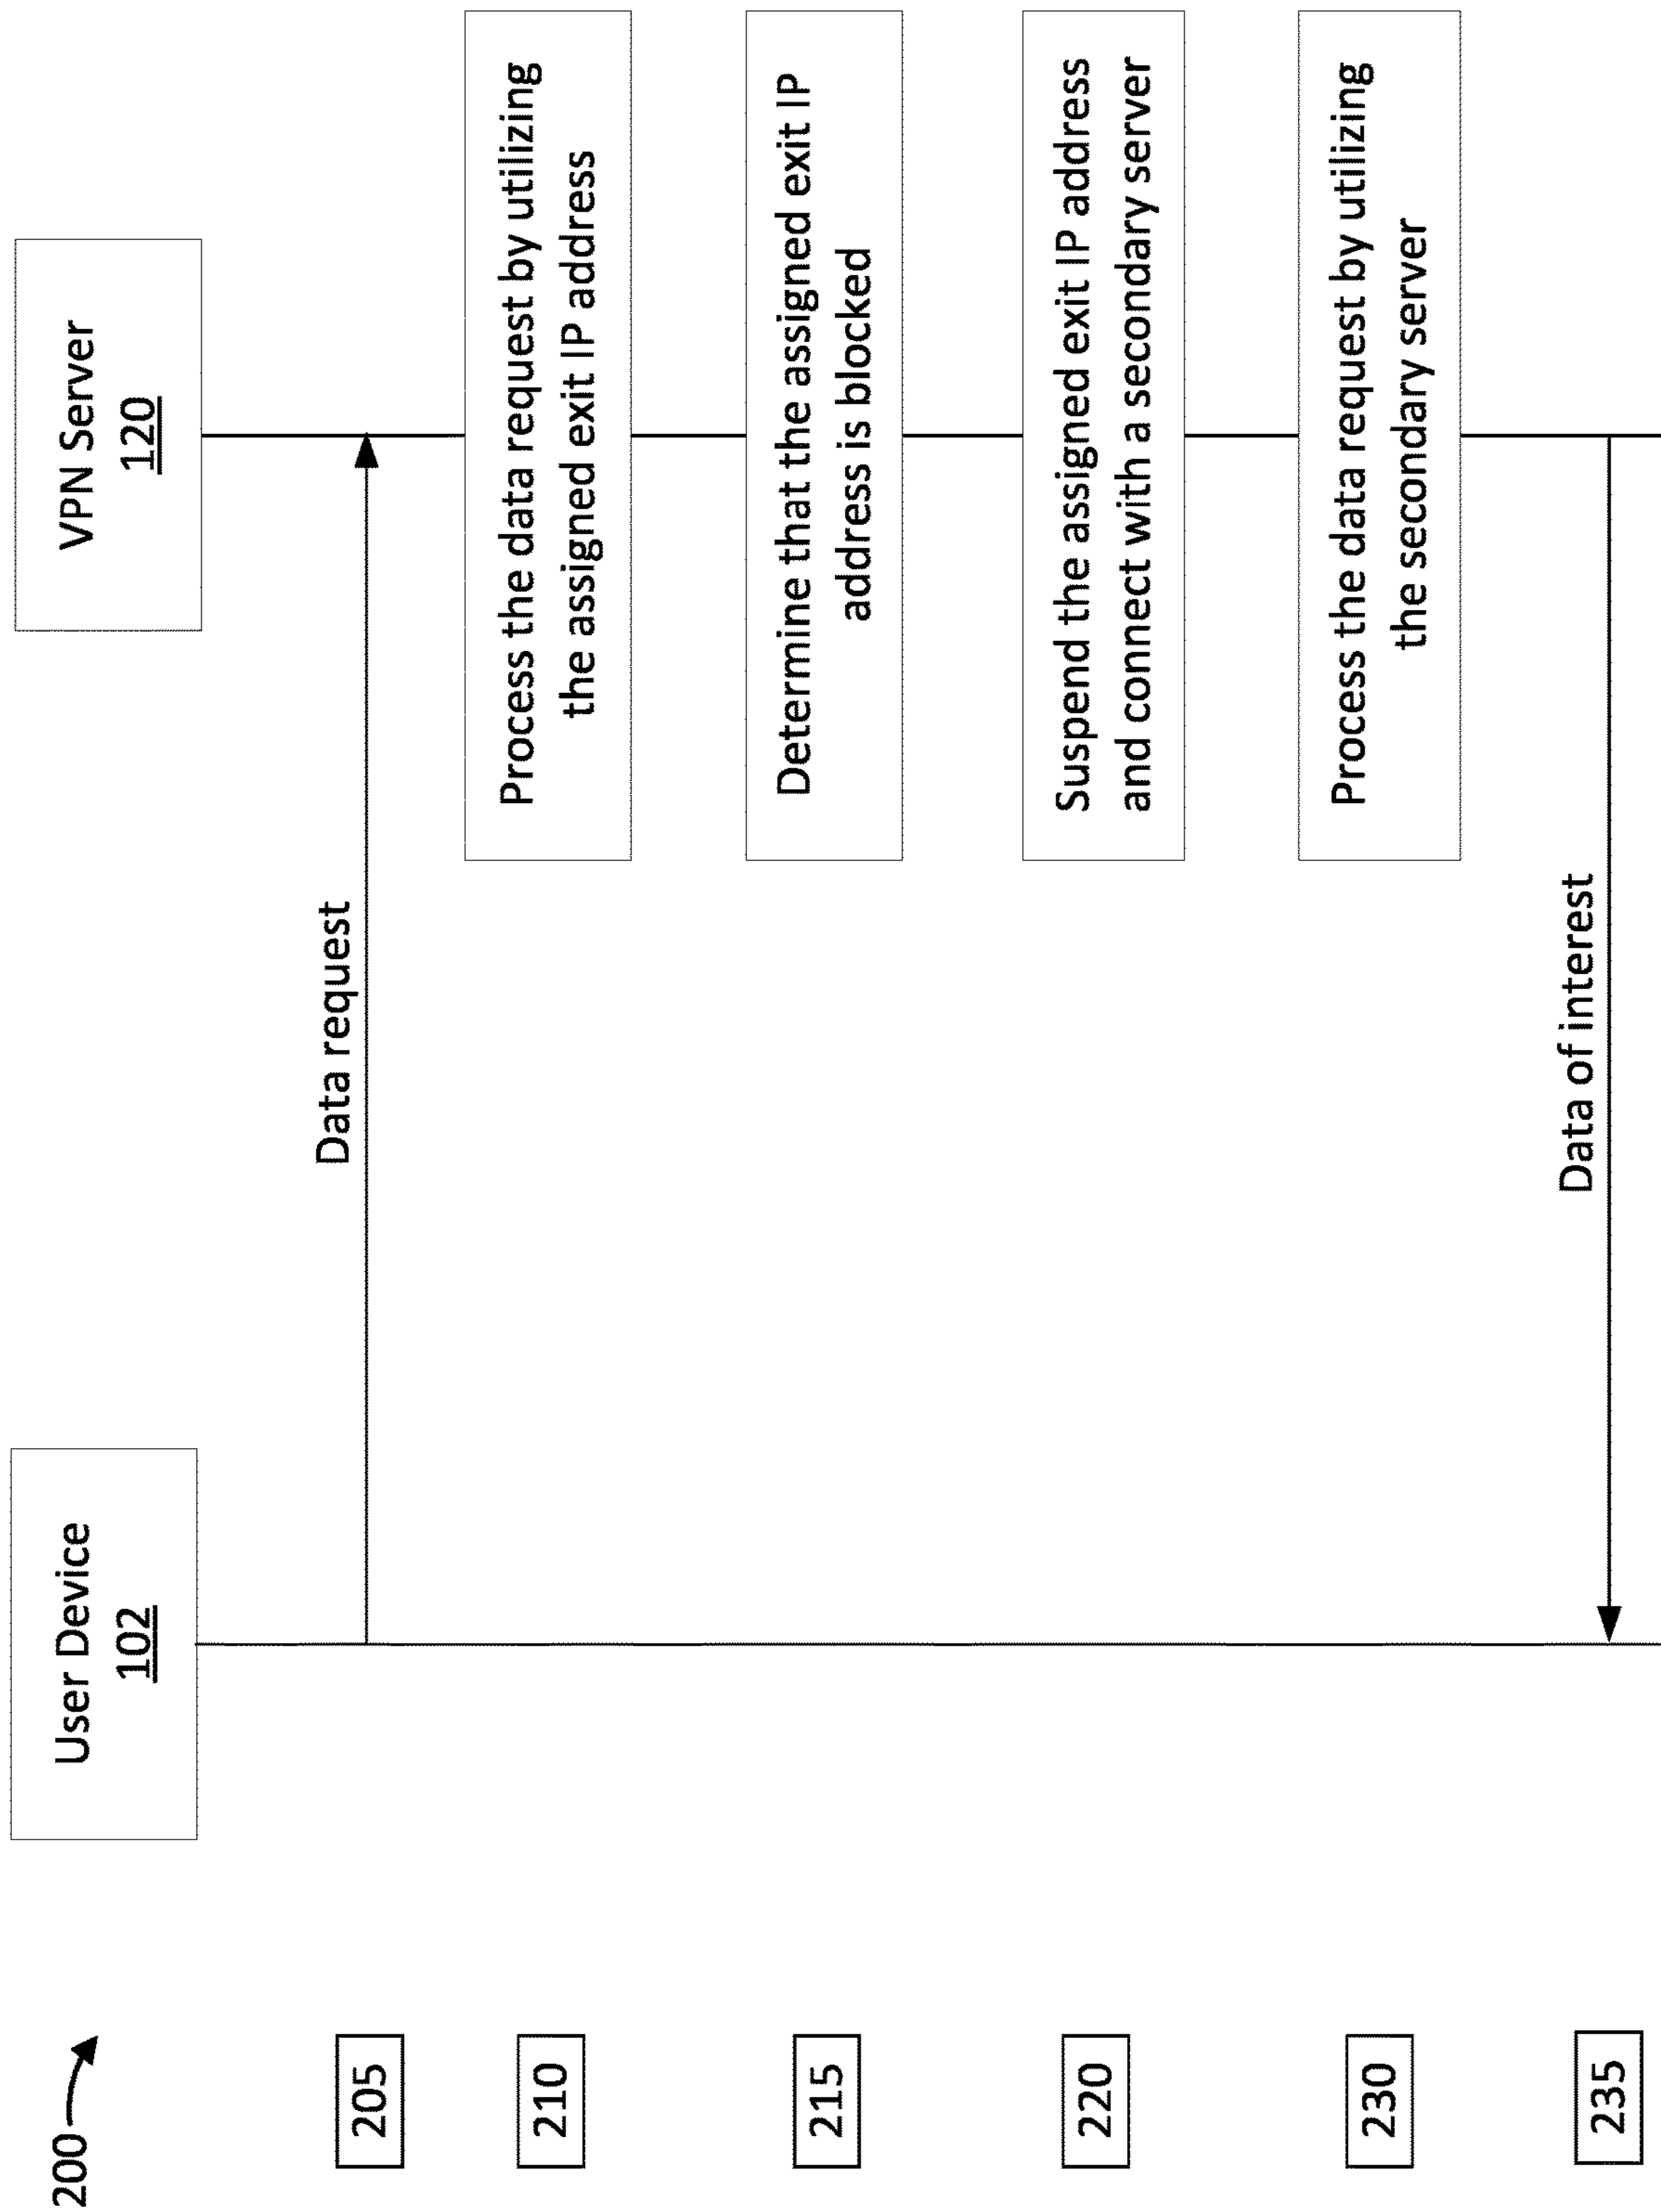 200
User Device
102
VPN Server
120
205
Data request
210
Process the data request by utilizing
the assigned exit IP address
215
Determine that the assigned exit IP
address is blocked
220
Suspend the assigned exit IP address
and connect with a secondary server
230
Process the data request by utilizing
the secondary server
235
Data of interest